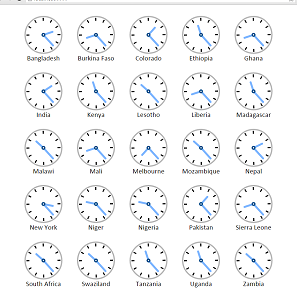 Bangladesh Burkina Faso Colorado Ethiopia Ghana
India Kenya Lesotho Liberia Madagascar
Malawi Mali Melbourne Mozambique Nepal
New York Niger Nigeria Pakistan Sierra Leone
South Africa Swaziland Tanzania Uganda Zambia